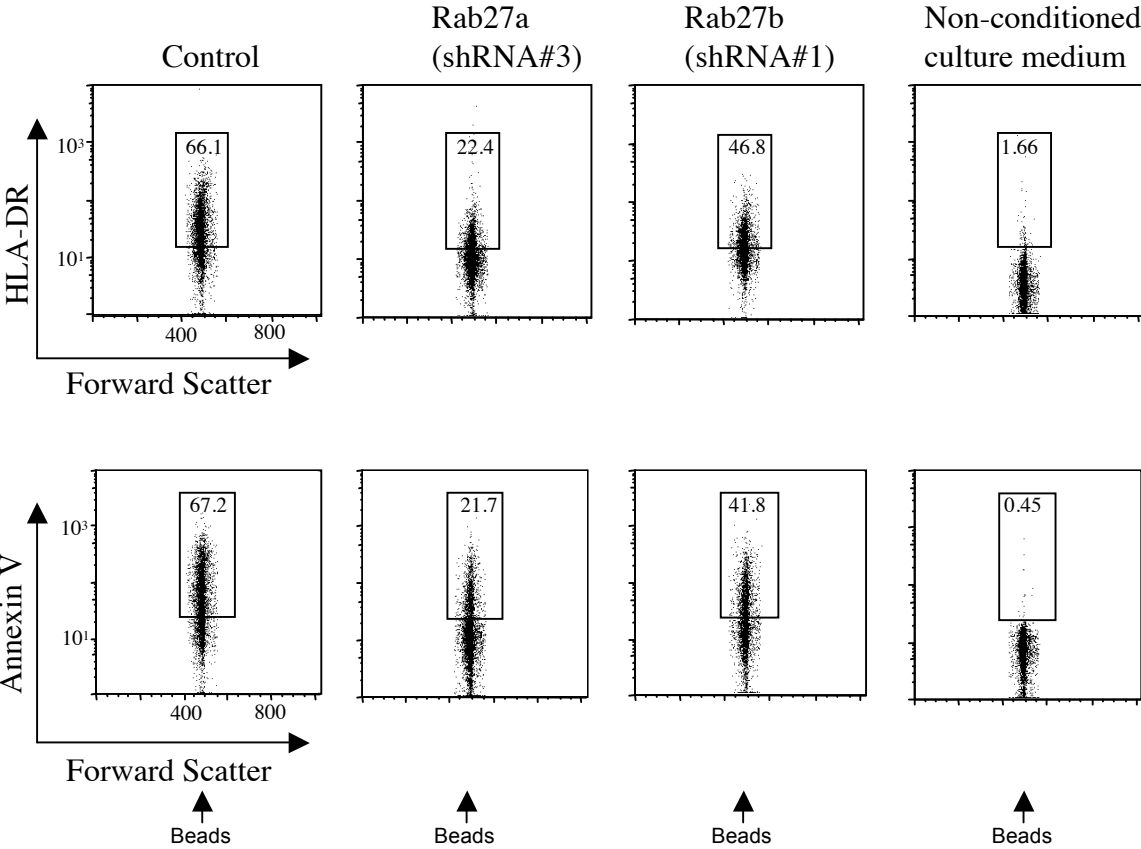 Control
Rab27a
(shRNA#3)
Rab27b
(shRNA#1)
Non-conditioned
culture medium
HLA-DR
10³
10¹
66.1
22.4
46.8
1.66
400
800
Forward Scatter
Annexin V
10³
10¹
67.2
21.7
41.8
0.45
400
800
Forward Scatter
Beads
Beads
Beads
Beads